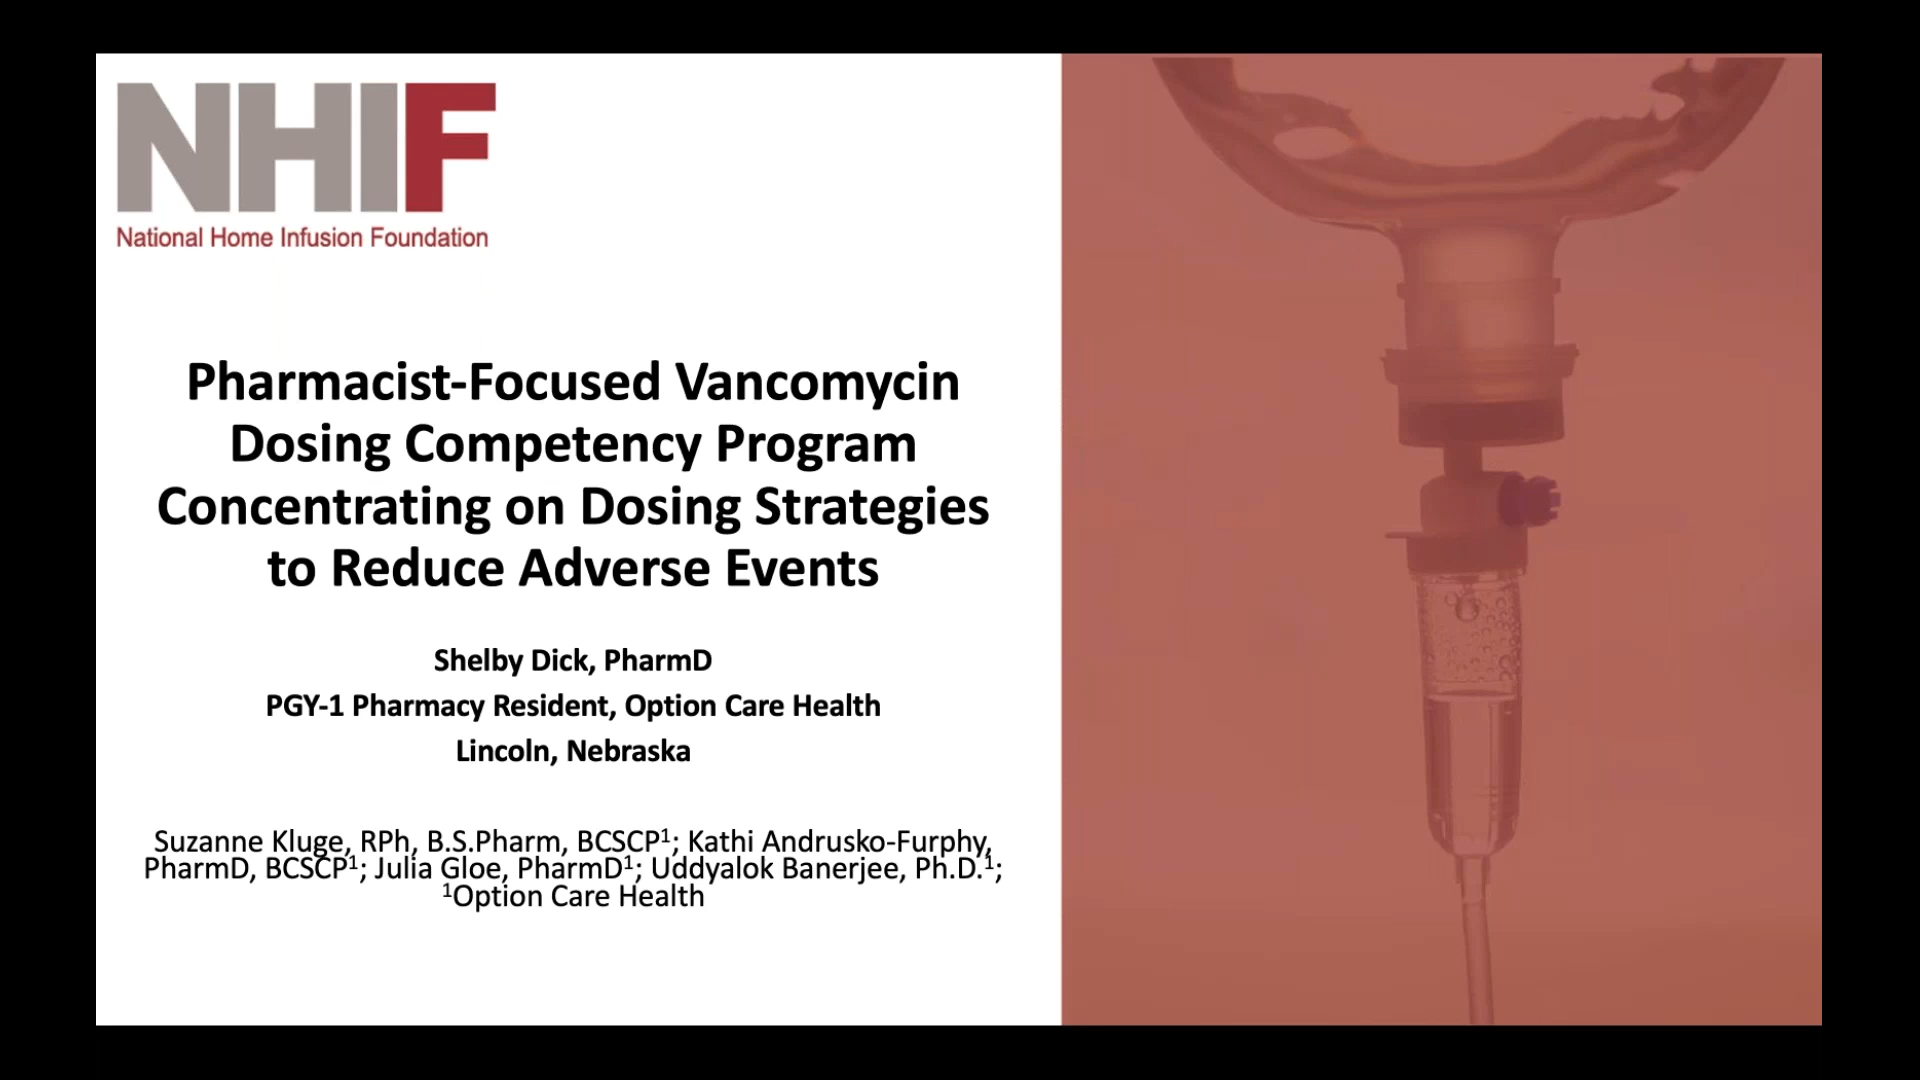 NHIF
National Home Infusion Foundation
Pharmacist-Focused Vancomycin
Dosing Competency Program
Concentrating on Dosing Strategies
to Reduce Adverse Events
Shelby Dick, PharmD
PGY-1 Pharmacy Resident, Option Care Health
Lincoln, Nebraska
Suzanne Kluge, RPh, B.S.Pharm, BCSCP¹; Kathi Andrusko-Furphy,
PharmD, BCSCP¹; Julia Gloe, PharmD¹; Uddyalok Banerjee, Ph.D.¹;
¹Option Care Health